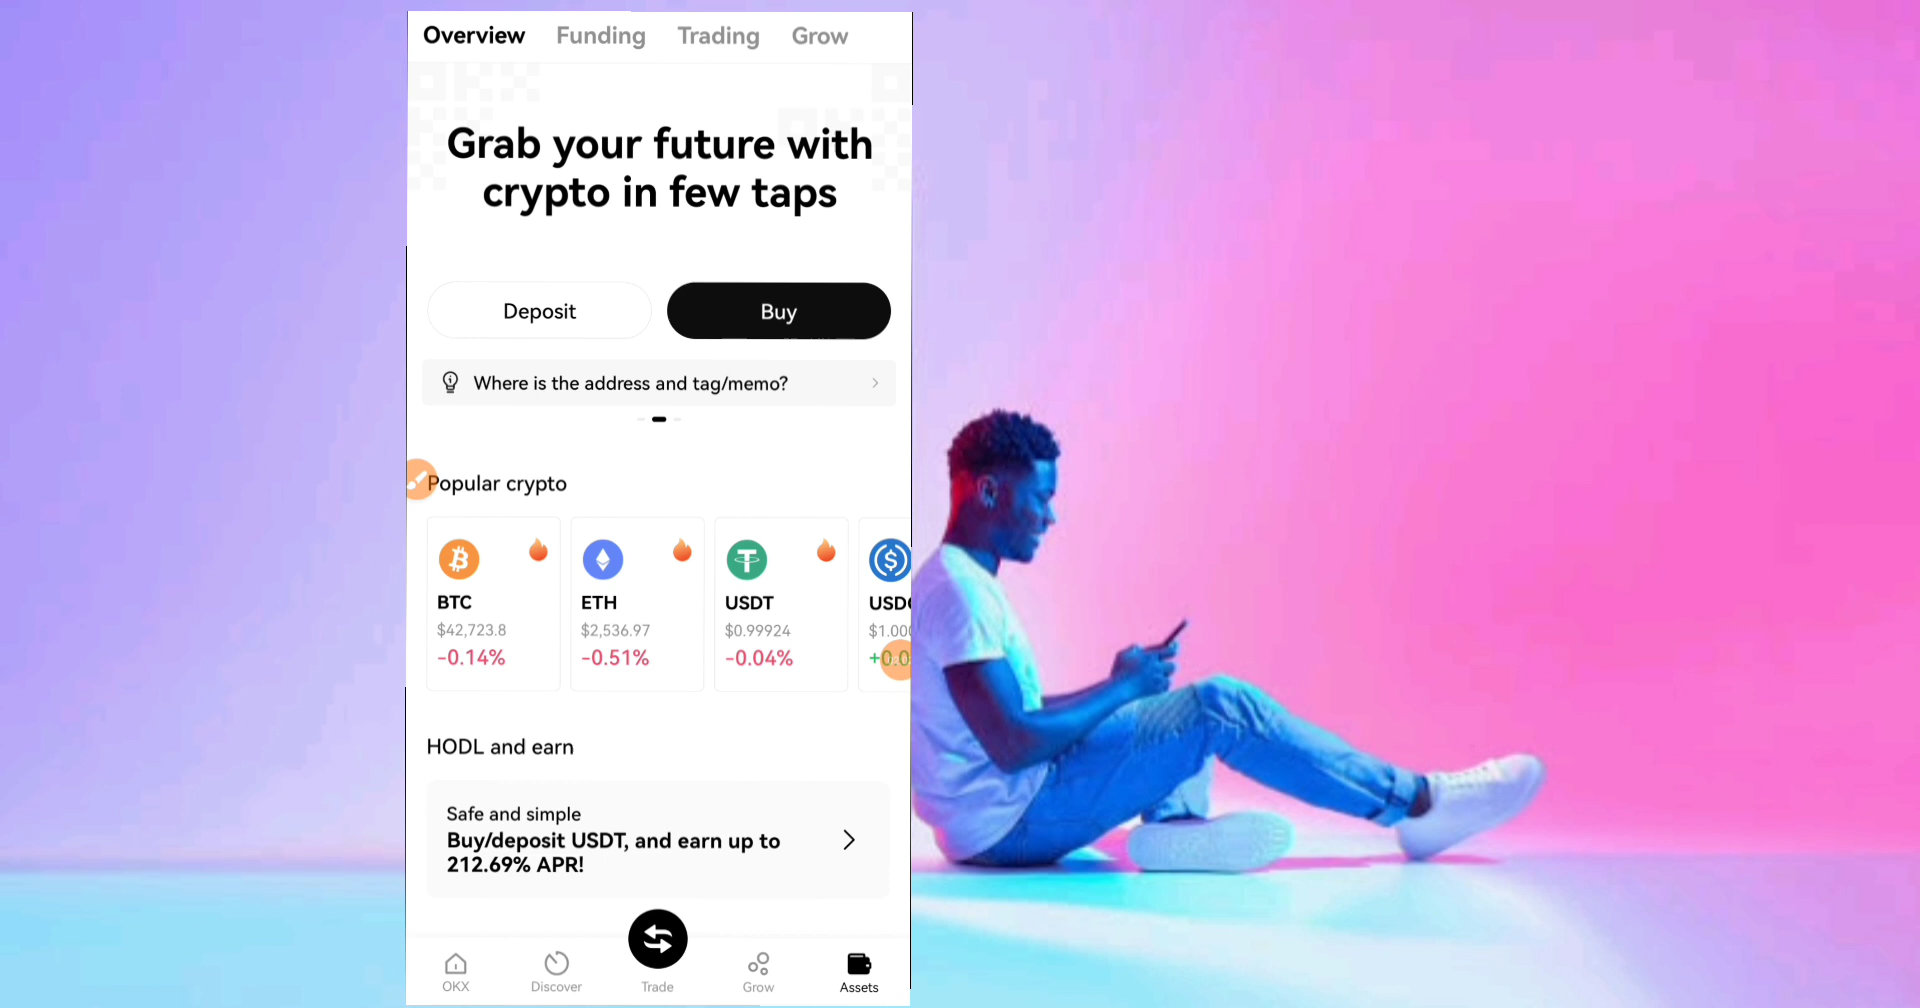 Overview Funding Trading Grow
Grab your future with
crypto in few taps
Deposit Buy
Where is the address and tag/memo?
Popular crypto
BTC ETH USDT
$42,723.8 $2,536.97 $0.99924
-0.14% -0.51% -0.04%
HODL and earn
Safe and simple
Buy/deposit USDT, and earn up to
212.69% APR!
OKX Discover Trade Grow Assets